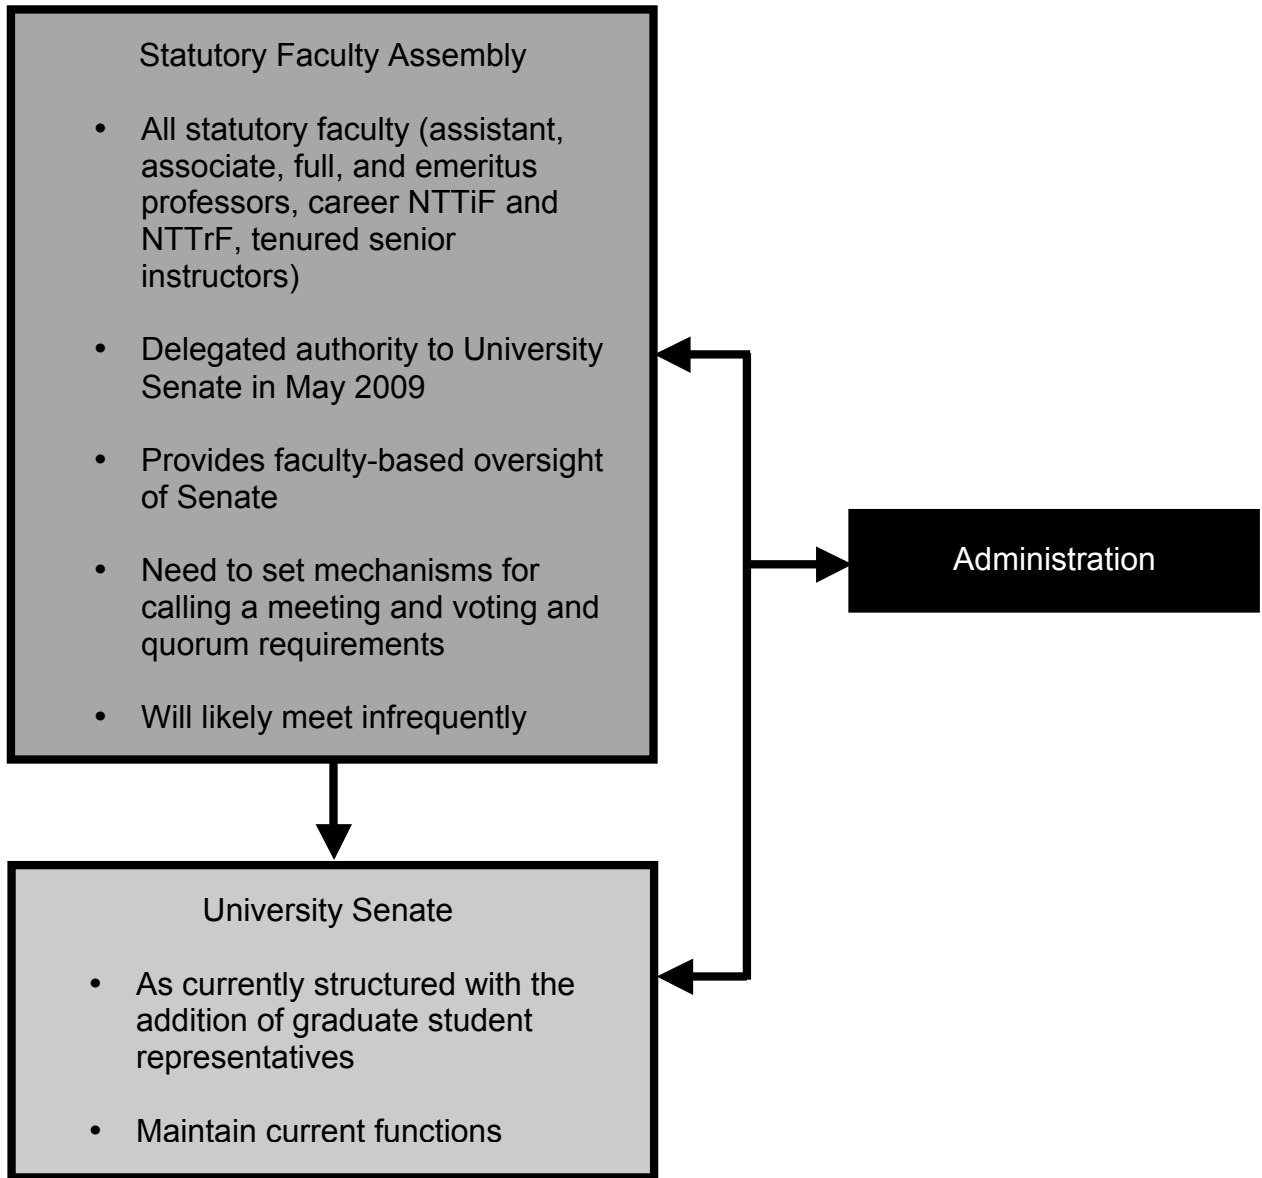 Statutory Faculty Assembly
• All statutory faculty (assistant,
associate, full, and emeritus
professors, career NTTiF and
NTTrF, tenured senior
instructors)
• Delegated authority to University
Senate in May 2009
• Provides faculty-based oversight
of Senate
• Need to set mechanisms for
calling a meeting and voting and
quorum requirements
• Will likely meet infrequently
Administration
University Senate
• As currently structured with the
addition of graduate student
representatives
• Maintain current functions